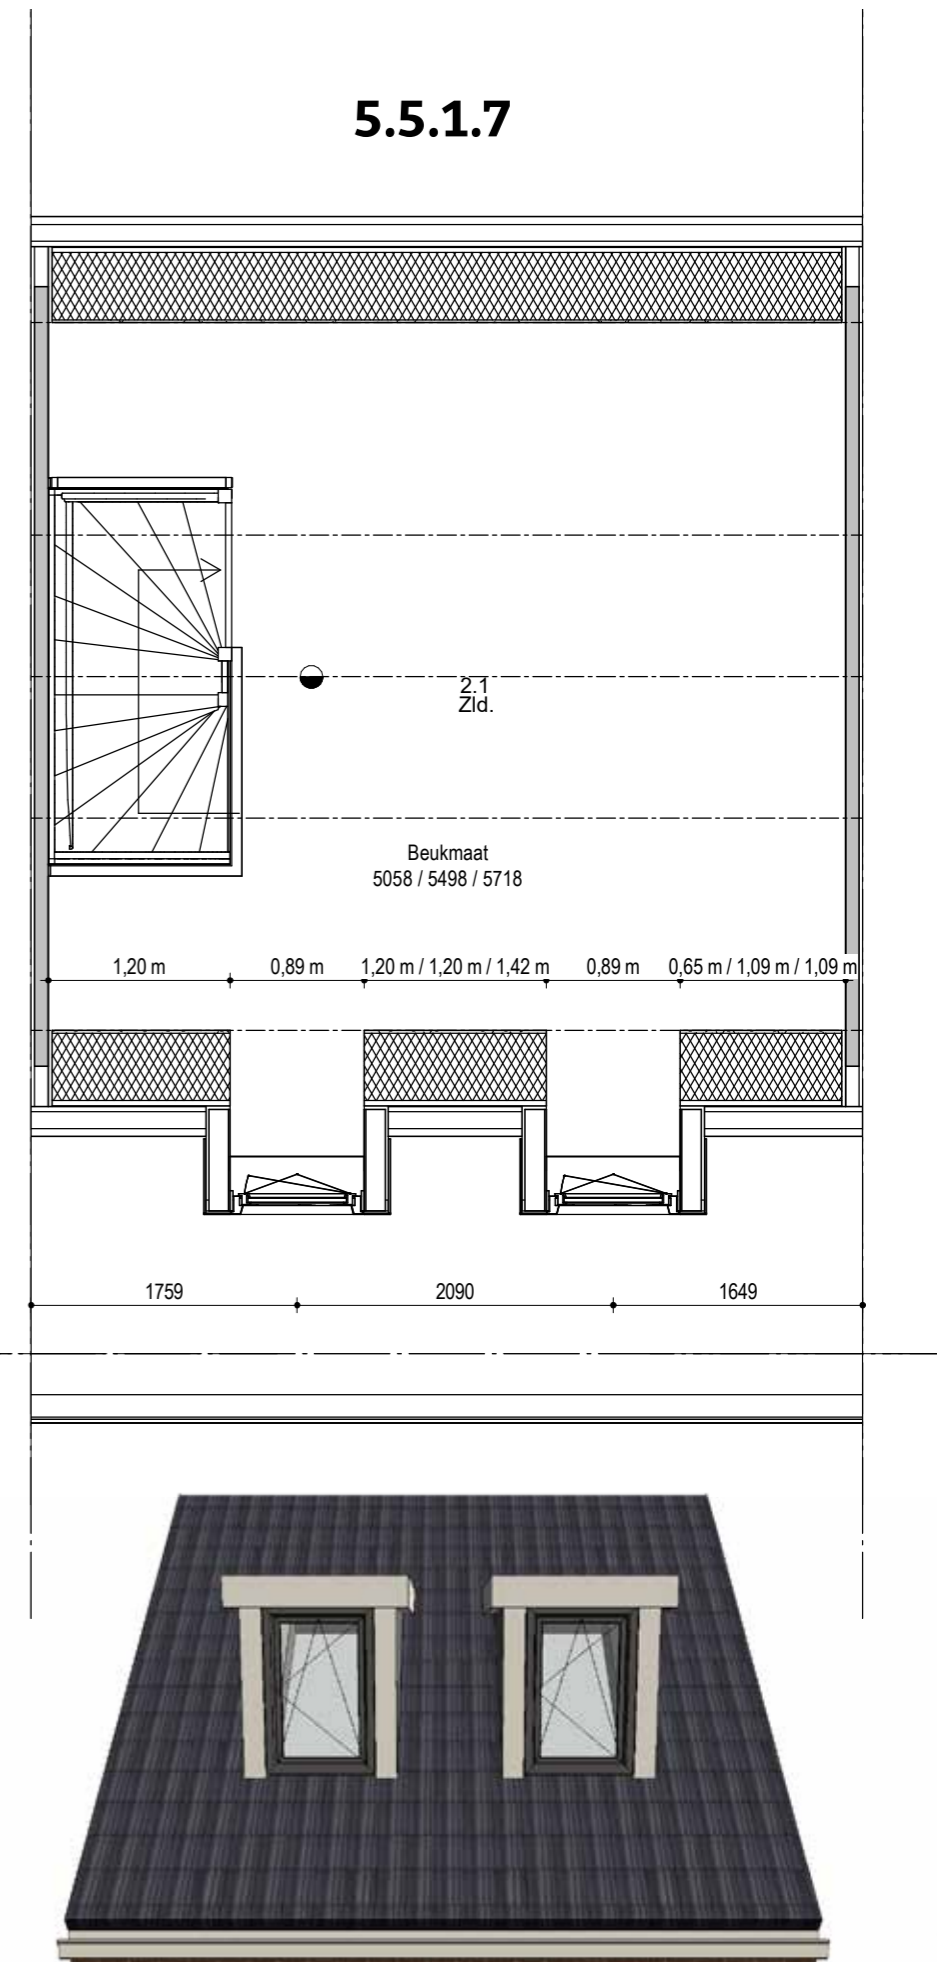 5.5.1.7
2.1
Zld.
Beukmaat
5058 / 5498 / 5718
1,20 m
0,89 m
1,20 m / 1,20 m / 1,42 m
0,89 m
0,65 m / 1,09 m / 1,09 m
1759
2090
1649